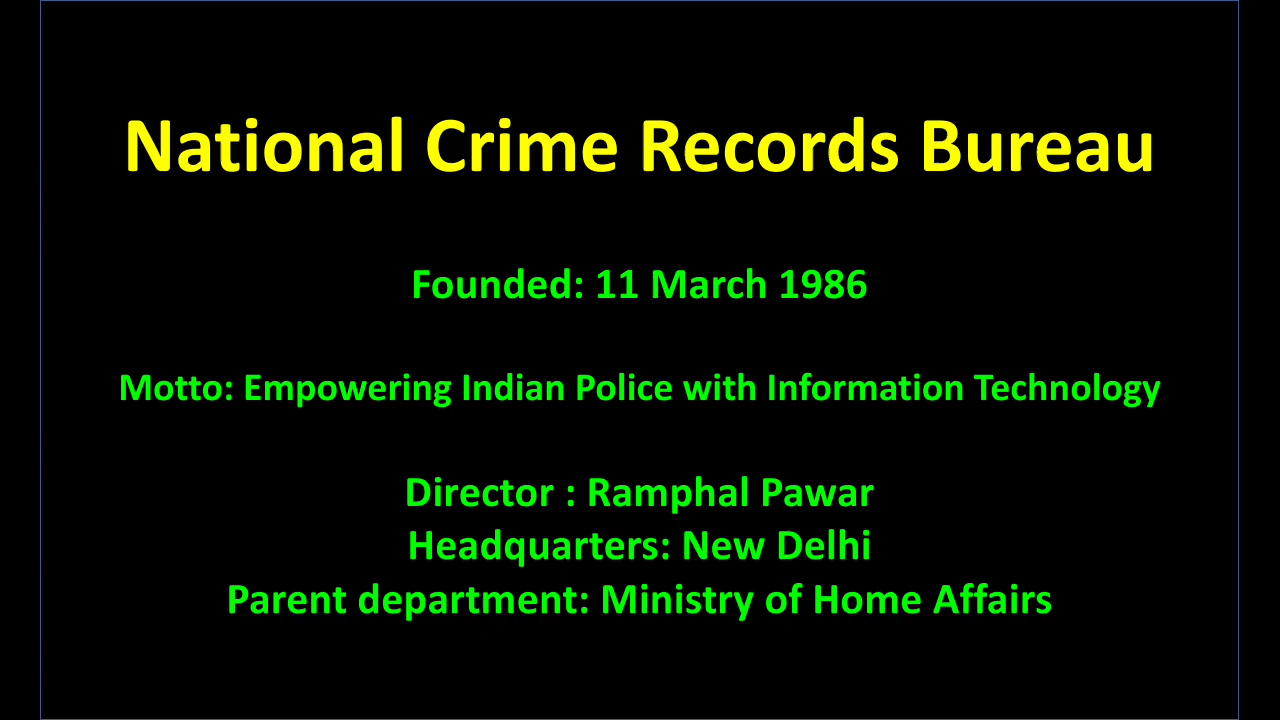 National Crime Records Bureau
Founded: 11 March 1986
Motto: Empowering Indian Police with Information Technology
Director : Ramphal Pawar
Headquarters: New Delhi
Parent department: Ministry of Home Affairs